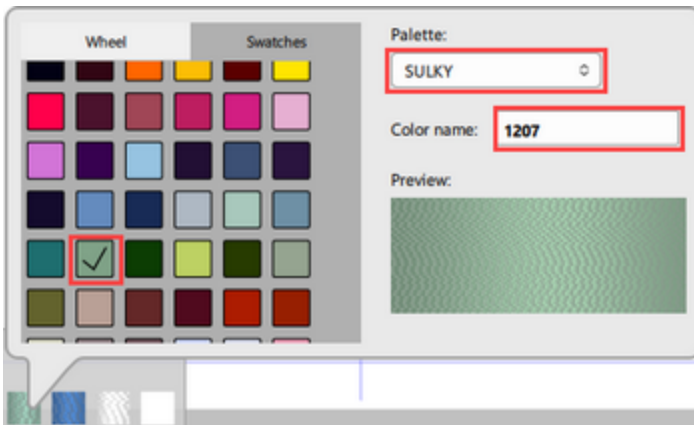 Wheel
Swatches
Palette:
SULKY
Color name: 1207
Preview: